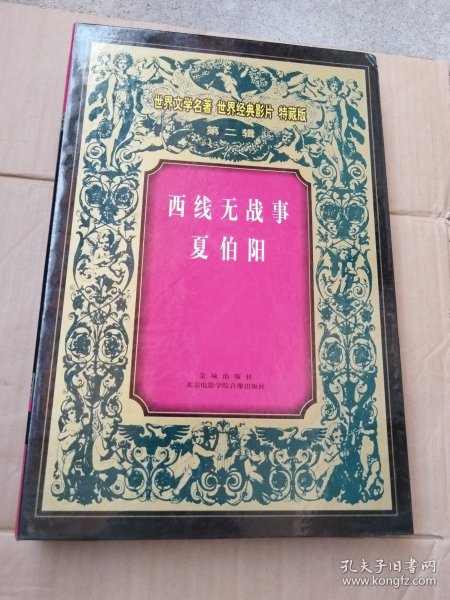 世界文学名著 世界经典影片 特藏版
第二辑
西线无战事
夏伯阳
金城出版社
北京电影学院音像出版社
孔夫子旧书网
www.kongfz.com